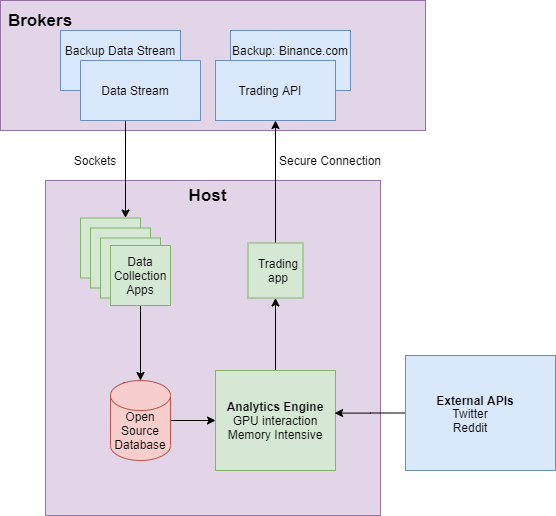 Brokers
Backup Data Stream
Backup: Binance.com
Data Stream
Trading API
Sockets
Secure Connection
Host
Data
Collection
Apps
Trading
app
Open
Source
Database
Analytics Engine
GPU interaction
Memory Intensive
External APIs
Twitter
Reddit